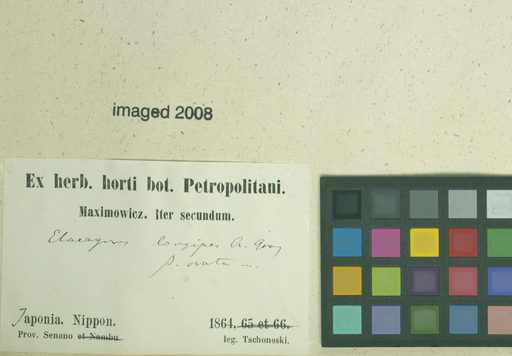 imaged 2008
Ex herb. horti bot. Petropolitani.
Maximowicz. Iter secundum.
Elaeagnus longipes A. Gray
β. ovata m.
Japonia. Nippon. 1864, 65 et 66.
Prov. Senano et Nambu leg. Tschonoski.